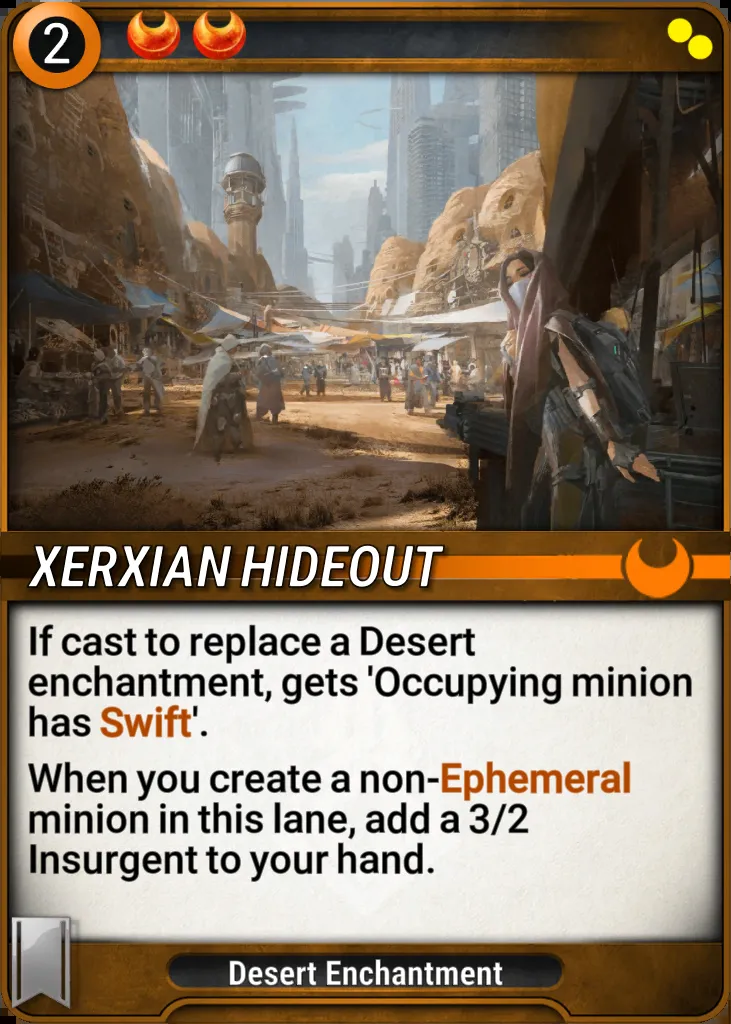 2
XERXIAN HIDEOUT
If cast to replace a Desert
enchantment, gets 'Occupying minion
has Swift'.
When you create a non-Ephemeral
minion in this lane, add a 3/2
Insurgent to your hand.
Desert Enchantment